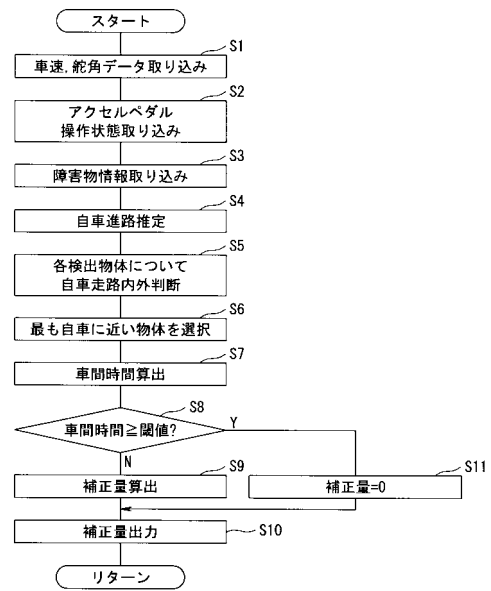 スタート
S1
車速,舵角データ取り込み
S2
アクセルペダル
操作状態取り込み
S3
障害物情報取り込み
S4
自車進路推定
S5
各検出物体について
自車走路内外判断
S6
最も自車に近い物体を選択
S7
車間時間算出
S8
車間時間≧閾値?
Y
N
S9
補正量算出
S11
補正量=0
S10
補正量出力
リターン